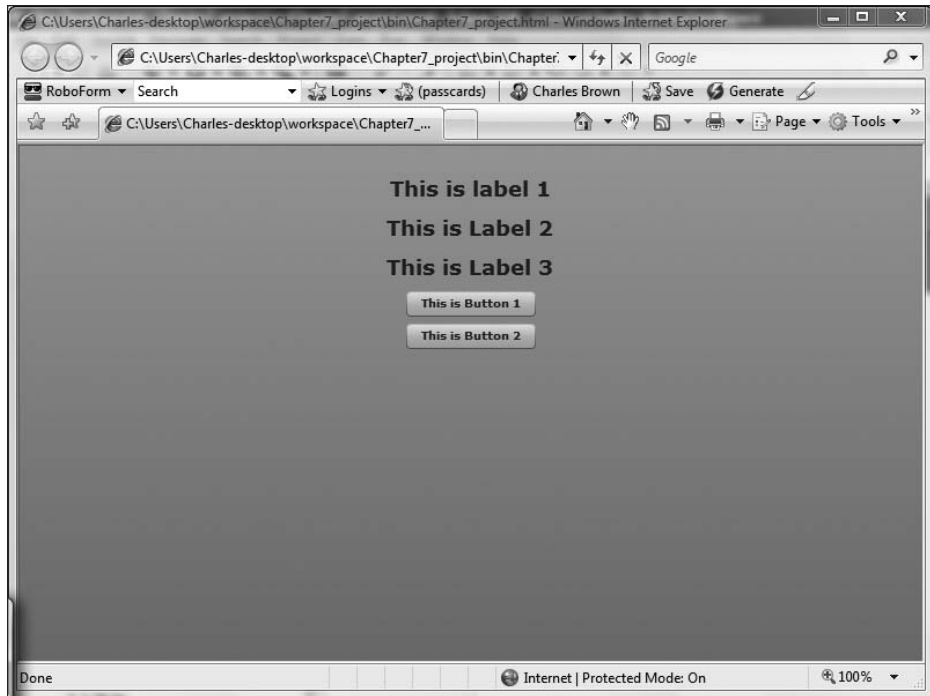 C:\Users\Charles-desktop\workspace\Chapter7_project\bin\Chapter7_project.html - Windows Internet Explorer
C:\Users\Charles-desktop\workspace\Chapter7_project\bin\Chapter. Google
RoboForm Search Logins (passcards) Charles Brown Save Generate
C:\Users\Charles-desktop\workspace\Chapter7_... Page Tools
This is label 1
This is Label 2
This is Label 3
This is Button 1
This is Button 2
Done Internet | Protected Mode: On 100%